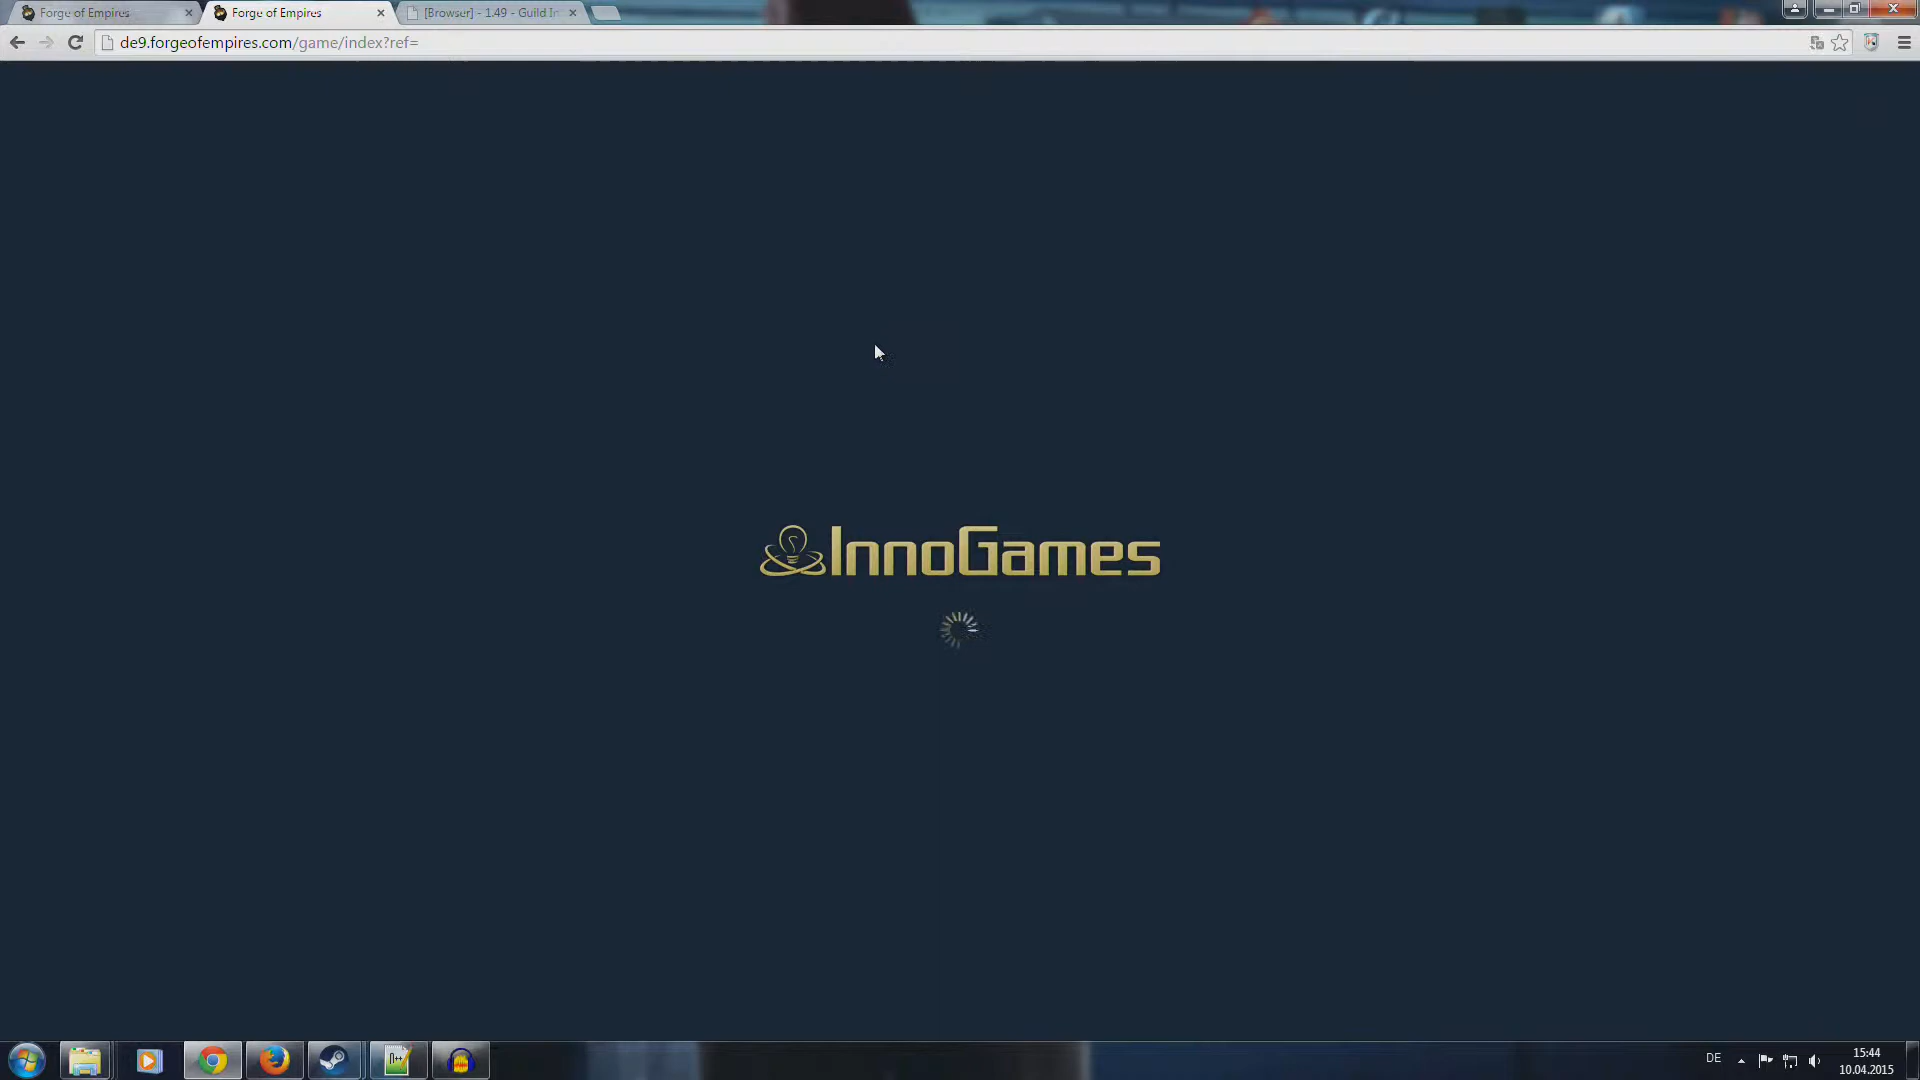 Forge of Empires
Forge of Empires
[Browser] - 1.49 - Guild In
de9.forgeofempires.com/game/index?ref=
InnoGames
DE
15:44
10.04.2015